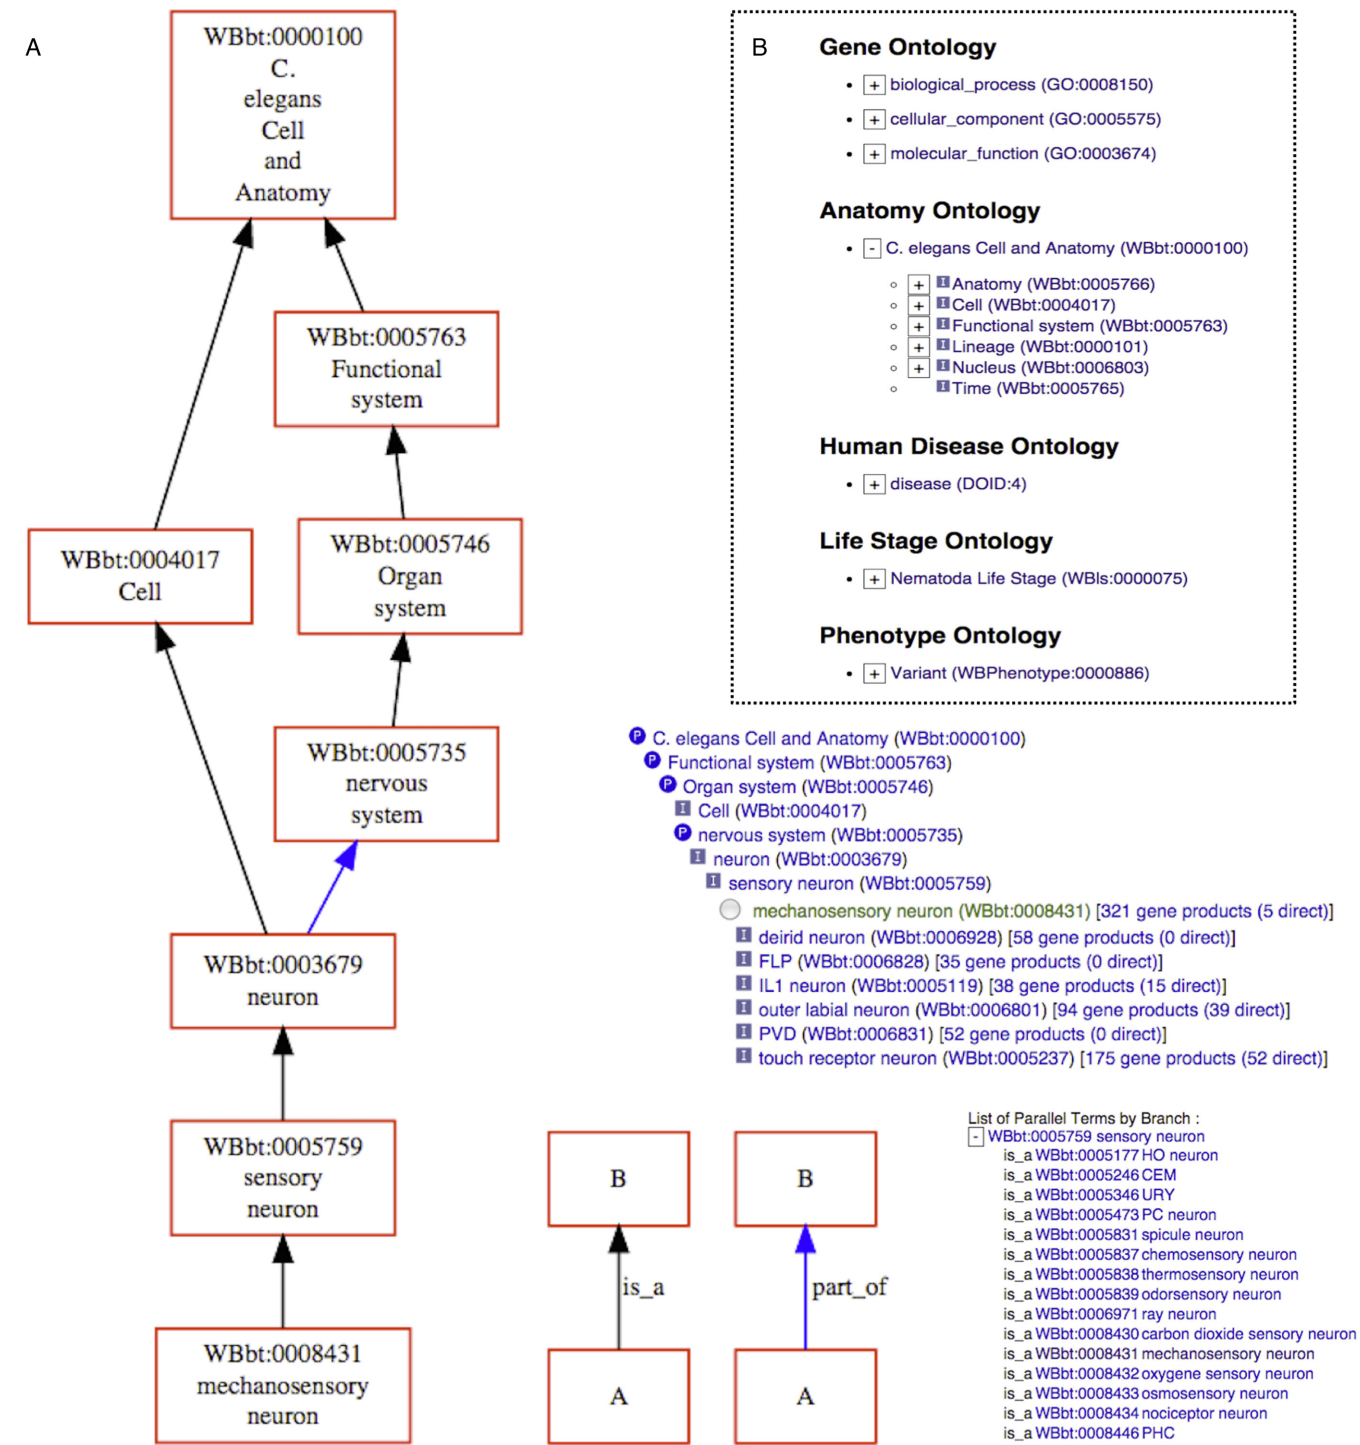 A
WBbt:0000100
C.
elegans
Cell
and
Anatomy
WBbt:0005763
Functional
system
WBbt:0004017
Cell
WBbt:0005746
Organ
system
WBbt:0005735
nervous
system
WBbt:0003679
neuron
WBbt:0005759
sensory
neuron
WBbt:0008431
mechanosensory
neuron
B
Gene Ontology
+ biological_process (GO:0008150)
+ cellular_component (GO:0005575)
+ molecular_function (GO:0003674)
Anatomy Ontology
- C. elegans Cell and Anatomy (WBbt:0000100)
+ I Anatomy (WBbt:0005766)
+ I Cell (WBbt:0004017)
+ I Functional system (WBbt:0005763)
+ I Lineage (WBbt:0000101)
+ I Nucleus (WBbt:0006803)
I Time (WBbt:0005765)
Human Disease Ontology
+ disease (DOID:4)
Life Stage Ontology
+ Nematoda Life Stage (WBls:0000075)
Phenotype Ontology
+ Variant (WBPhenotype:0000886)
P C. elegans Cell and Anatomy (WBbt:0000100)
P Functional system (WBbt:0005763)
P Organ system (WBbt:0005746)
I Cell (WBbt:0004017)
P nervous system (WBbt:0005735)
I neuron (WBbt:0003679)
I sensory neuron (WBbt:0005759)
mechanosensory neuron (WBbt:0008431) [321 gene products (5 direct)]
I deirid neuron (WBbt:0006928) [58 gene products (0 direct)]
I FLP (WBbt:0006828) [35 gene products (0 direct)]
I IL1 neuron (WBbt:0005119) [38 gene products (15 direct)]
I outer labial neuron (WBbt:0006801) [94 gene products (39 direct)]
I PVD (WBbt:0006831) [52 gene products (0 direct)]
I touch receptor neuron (WBbt:0005237) [175 gene products (52 direct)]
B
is_a
A
B
part_of
A
List of Parallel Terms by Branch :
- WBbt:0005759 sensory neuron
is_a WBbt:0005177 HO neuron
is_a WBbt:0005246 CEM
is_a WBbt:0005346 URY
is_a WBbt:0005473 PC neuron
is_a WBbt:0005831 spicule neuron
is_a WBbt:0005837 chemosensory neuron
is_a WBbt:0005838 thermosensory neuron
is_a WBbt:0005839 odorsensory neuron
is_a WBbt:0006971 ray neuron
is_a WBbt:0008430 carbon dioxide sensory neuron
is_a WBbt:0008431 mechanosensory neuron
is_a WBbt:0008432 oxygene sensory neuron
is_a WBbt:0008433 osmosensory neuron
is_a WBbt:0008434 nociceptor neuron
is_a WBbt:0008446 PHC